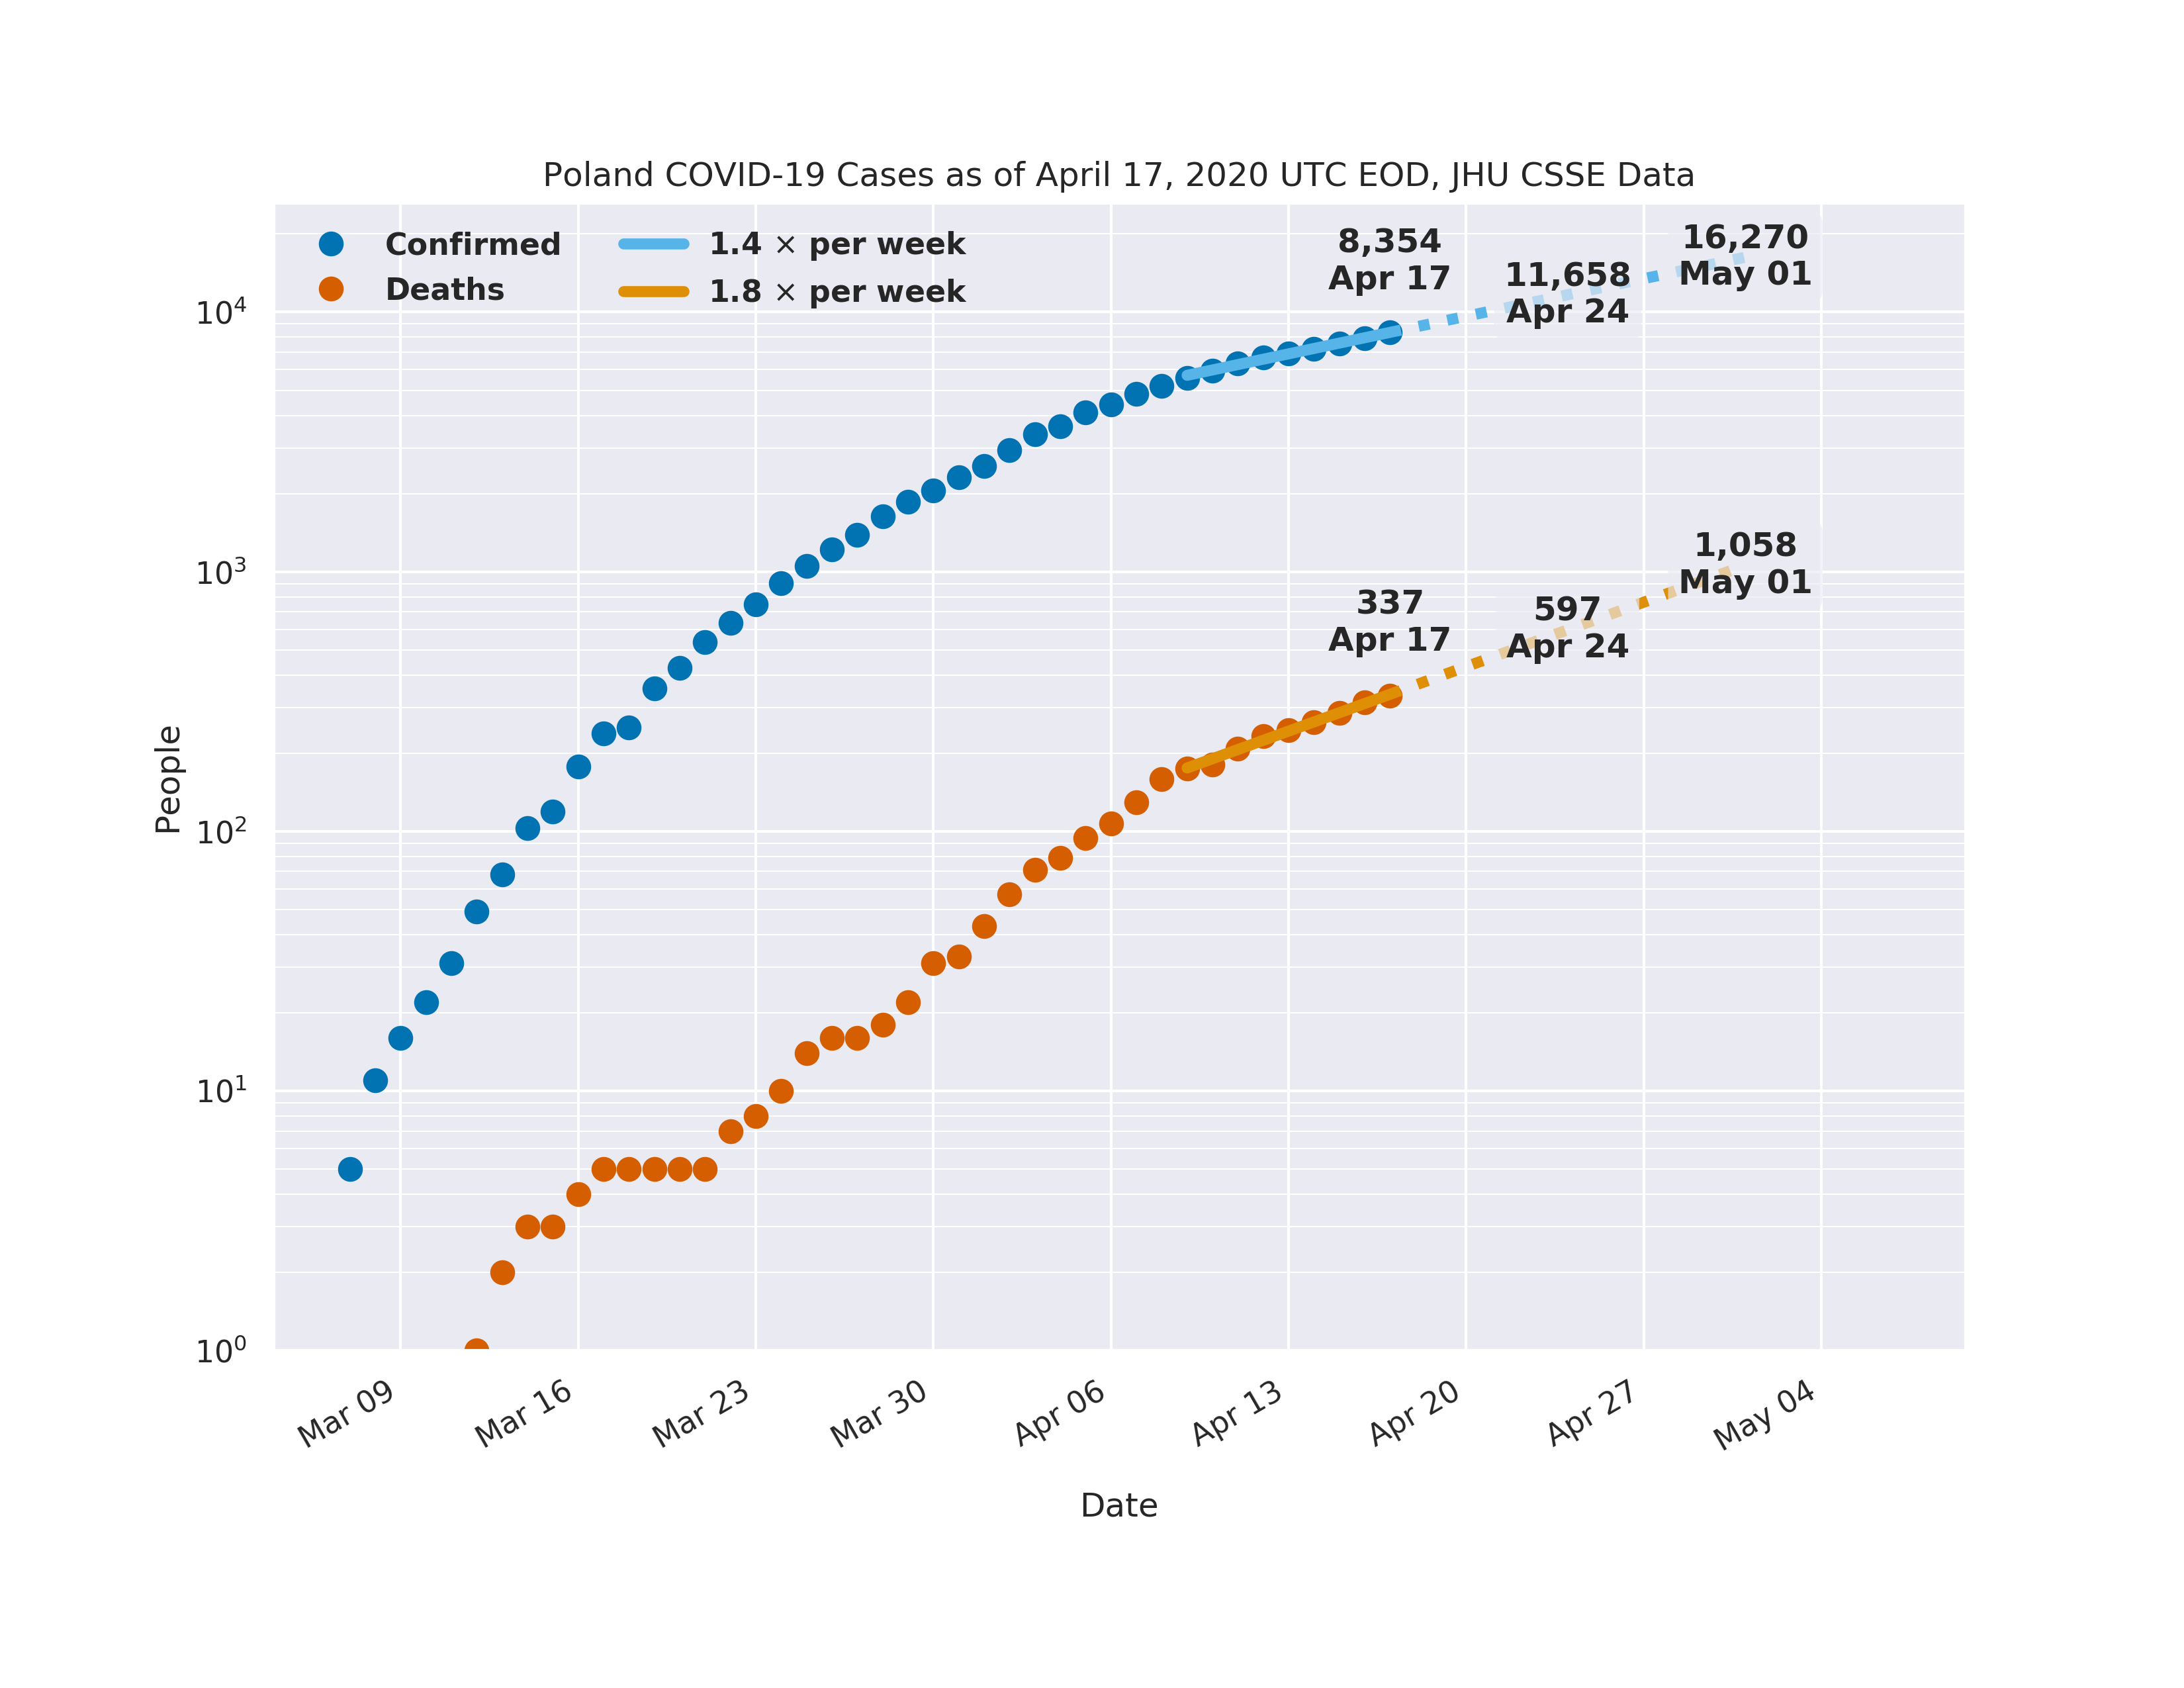 Poland COVID-19 Cases as of April 17, 2020 UTC EOD, JHU CSSE Data
Confirmed
Deaths
1.4 × per week
1.8 × per week
8,354
Apr 17
11,658
Apr 24
16,270
May 01
337
Apr 17
597
Apr 24
1,058
May 01
People
10⁴
10³
10²
10¹
10⁰
Mar 09
Mar 16
Mar 23
Mar 30
Apr 06
Apr 13
Apr 20
Apr 27
May 04
Date